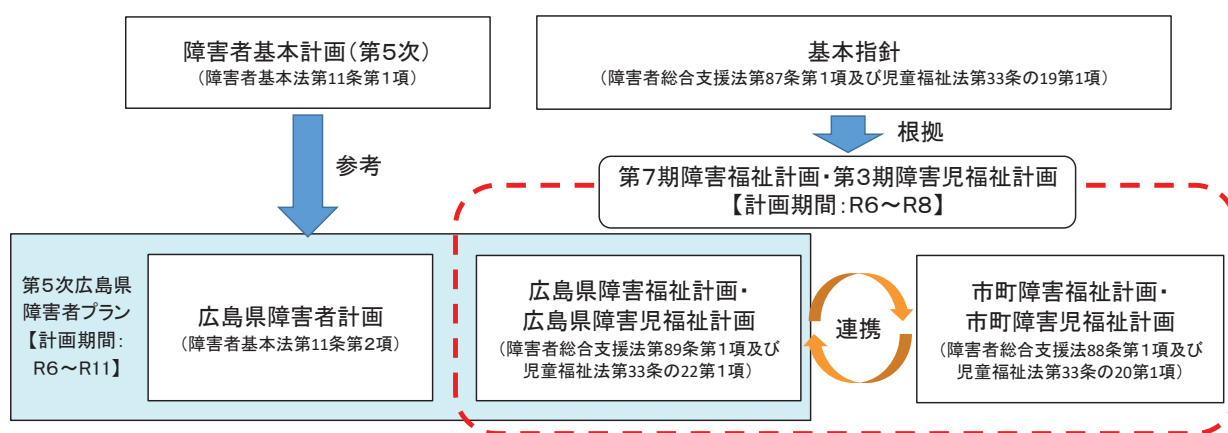 障害者基本計画(第5次)
(障害者基本法第11条第1項)
基本指針
(障害者総合支援法第87条第1項及び児童福祉法第33条の19第1項)
参考
根拠
第7期障害福祉計画・第3期障害児福祉計画
【計画期間:R6～R8】
第5次広島県
障害者プラン
【計画期間:
R6～R11】
広島県障害者計画
(障害者基本法第11条第2項)
広島県障害福祉計画・
広島県障害児福祉計画
(障害者総合支援法第89条第1項及び
児童福祉法第33条の22第1項)
連携
市町障害福祉計画・
市町障害児福祉計画
(障害者総合支援法88条第1項及び
児童福祉法第33条の20第1項)